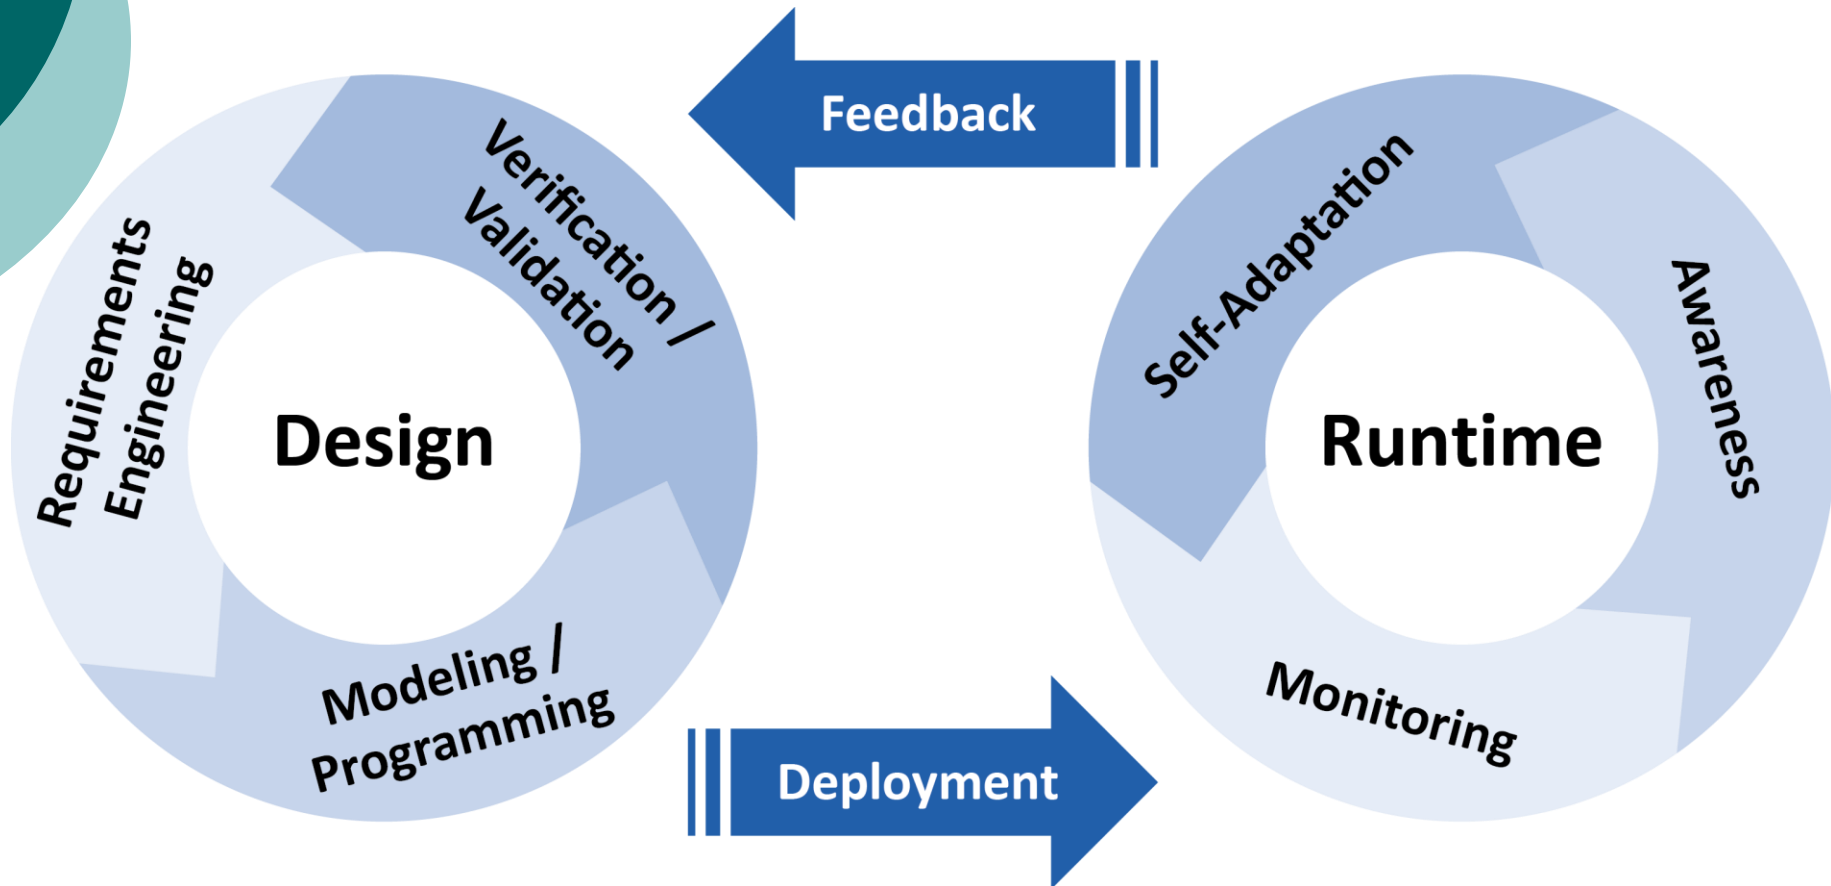 Feedback
Verification /
Validation
Requirements
Engineering
Design
Modeling /
Programming
Self-Adaptation
Awareness
Runtime
Monitoring
Deployment